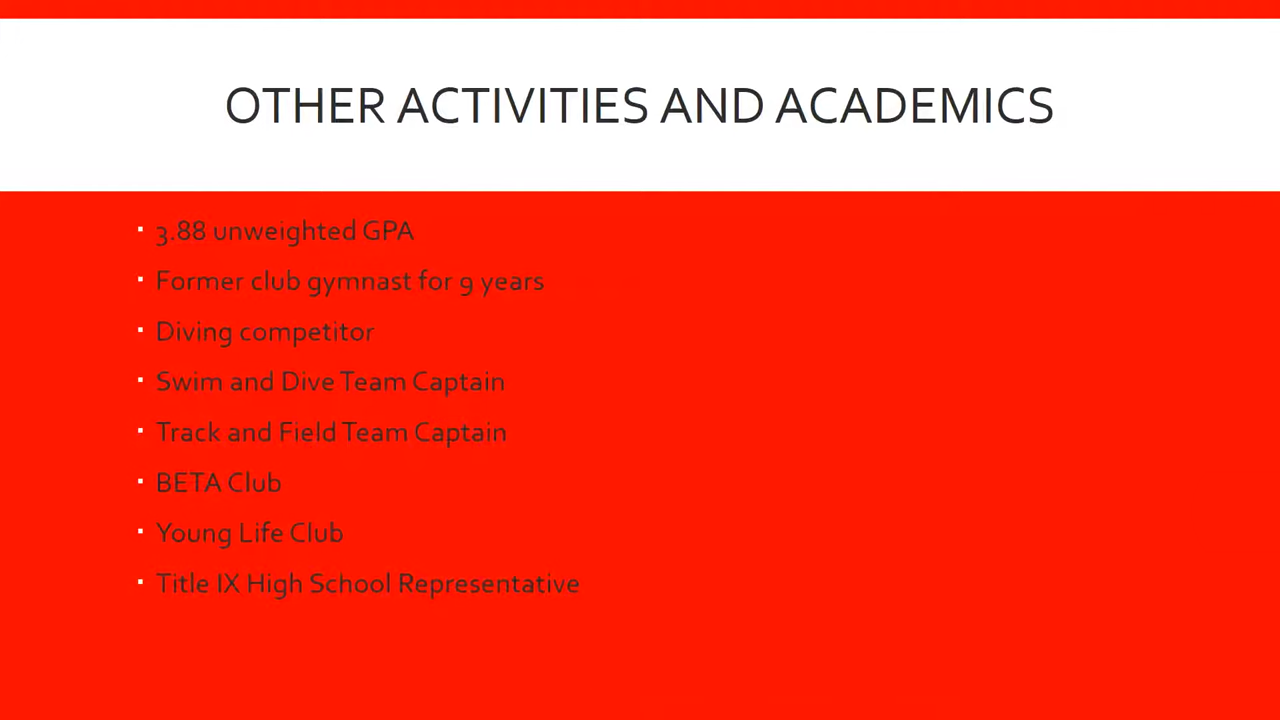 OTHER ACTIVITIES AND ACADEMICS
▪ 3.88 unweighted GPA
▪ Former club gymnast for 9 years
▪ Diving competitor
▪ Swim and Dive Team Captain
▪ Track and Field Team Captain
▪ BETA Club
▪ Young Life Club
▪ Title IX High School Representative